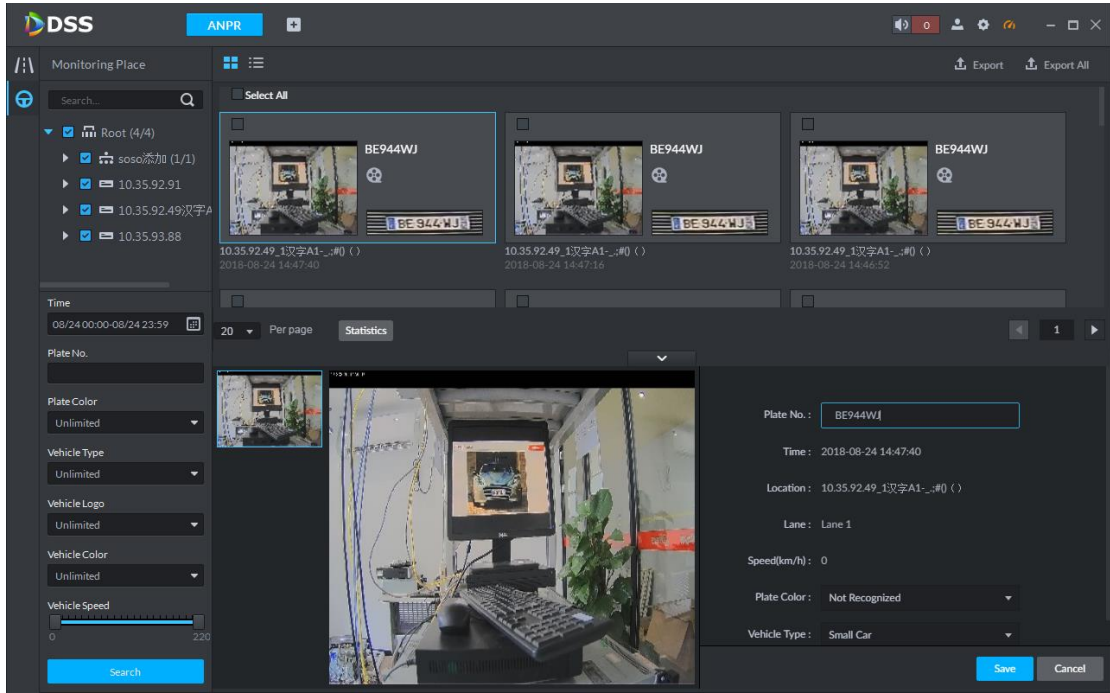 DSS
ANPR
0
Monitoring Place
Export
Export All
Search...
Select All
Root (4/4)
soso添加 (1/1)
10.35.92.91
10.35.92.49汉字A
10.35.93.88
BE944WJ
BE 944WJ
10.35.92.49_1汉字A1-_.;#() ( )
2018-08-24 14:47:40
BE944WJ
BE 944WJ
10.35.92.49_1汉字A1-_.;#() ( )
2018-08-24 14:47:16
BE944WJ
BE 944WJ
10.35.92.49_1汉字A1-_.;#() ( )
2018-08-24 14:46:52
Time
08/24 00:00-08/24 23:59
Plate No.
Plate Color
Unlimited
Vehicle Type
Unlimited
Vehicle Logo
Unlimited
Vehicle Color
Unlimited
Vehicle Speed
0
220
Search
20
Per page
Statistics
1
Plate No. :
BE944WJ
Time :
2018-08-24 14:47:40
Location :
10.35.92.49_1汉字A1-_.;#() ( )
Lane :
Lane 1
Speed(km/h) :
0
Plate Color :
Not Recognized
Vehicle Type :
Small Car
Save
Cancel